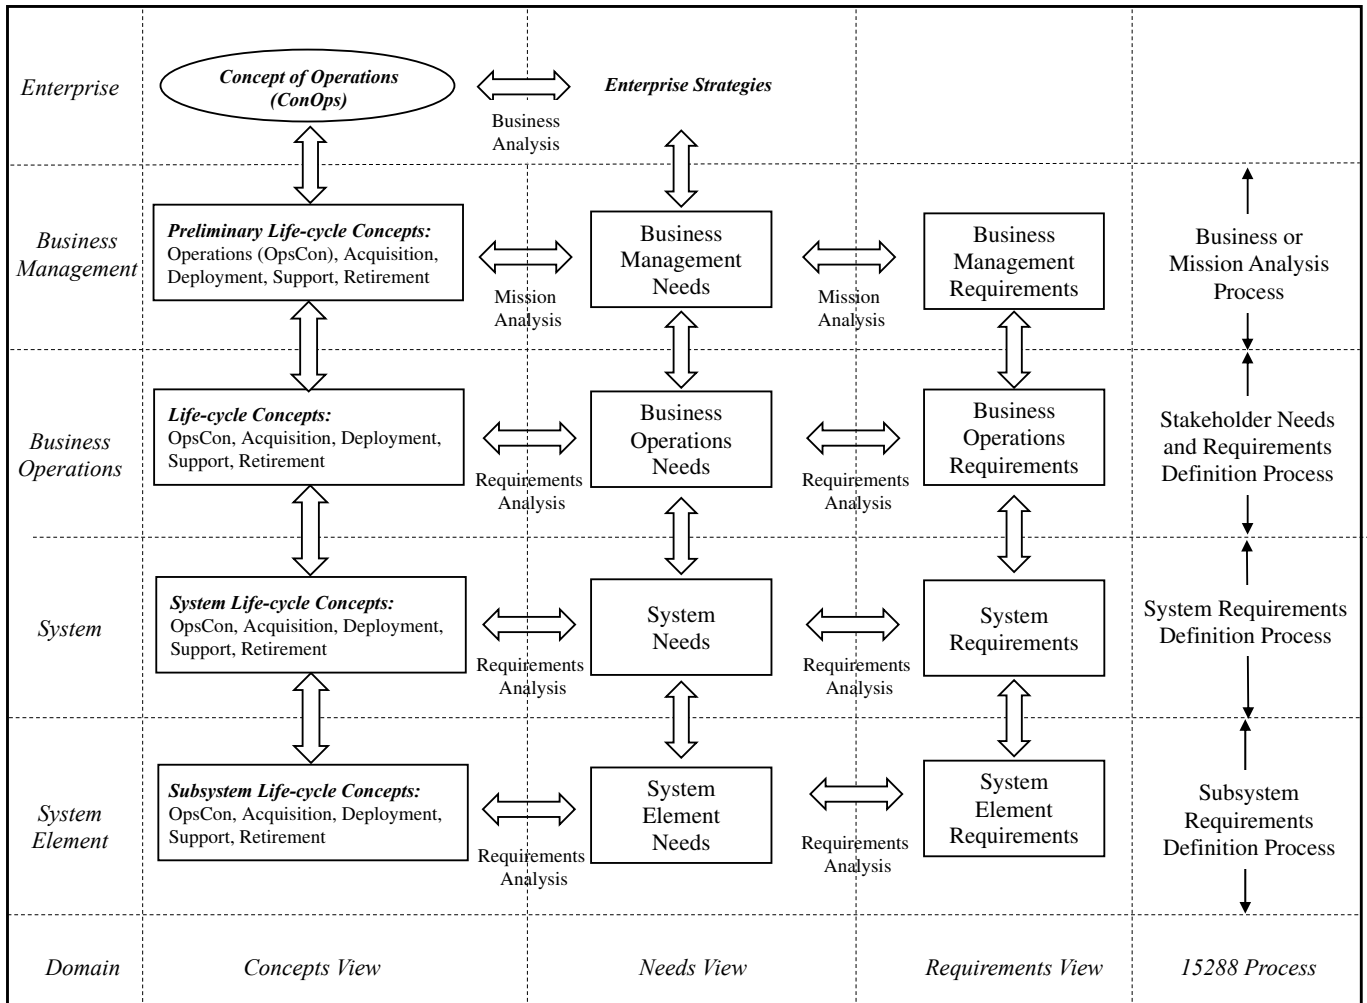 Enterprise
Concept of Operations
(ConOps)
Business
Analysis
Enterprise Strategies
Business
Management
Preliminary Life-cycle Concepts:
Operations (OpsCon), Acquisition,
Deployment, Support, Retirement
Mission
Analysis
Business
Management
Needs
Mission
Analysis
Business
Management
Requirements
Business or
Mission Analysis
Process
Business
Operations
Life-cycle Concepts:
OpsCon, Acquisition, Deployment,
Support, Retirement
Requirements
Analysis
Business
Operations
Needs
Requirements
Analysis
Business
Operations
Requirements
Stakeholder Needs
and Requirements
Definition Process
System
System Life-cycle Concepts:
OpsCon, Acquisition, Deployment,
Support, Retirement
Requirements
Analysis
System
Needs
Requirements
Analysis
System
Requirements
System Requirements
Definition Process
System
Element
Subsystem Life-cycle Concepts:
OpsCon, Acquisition, Deployment,
Support, Retirement
Requirements
Analysis
System
Element
Needs
Requirements
Analysis
System
Element
Requirements
Subsystem
Requirements
Definition Process
Domain
Concepts View
Needs View
Requirements View
15288 Process